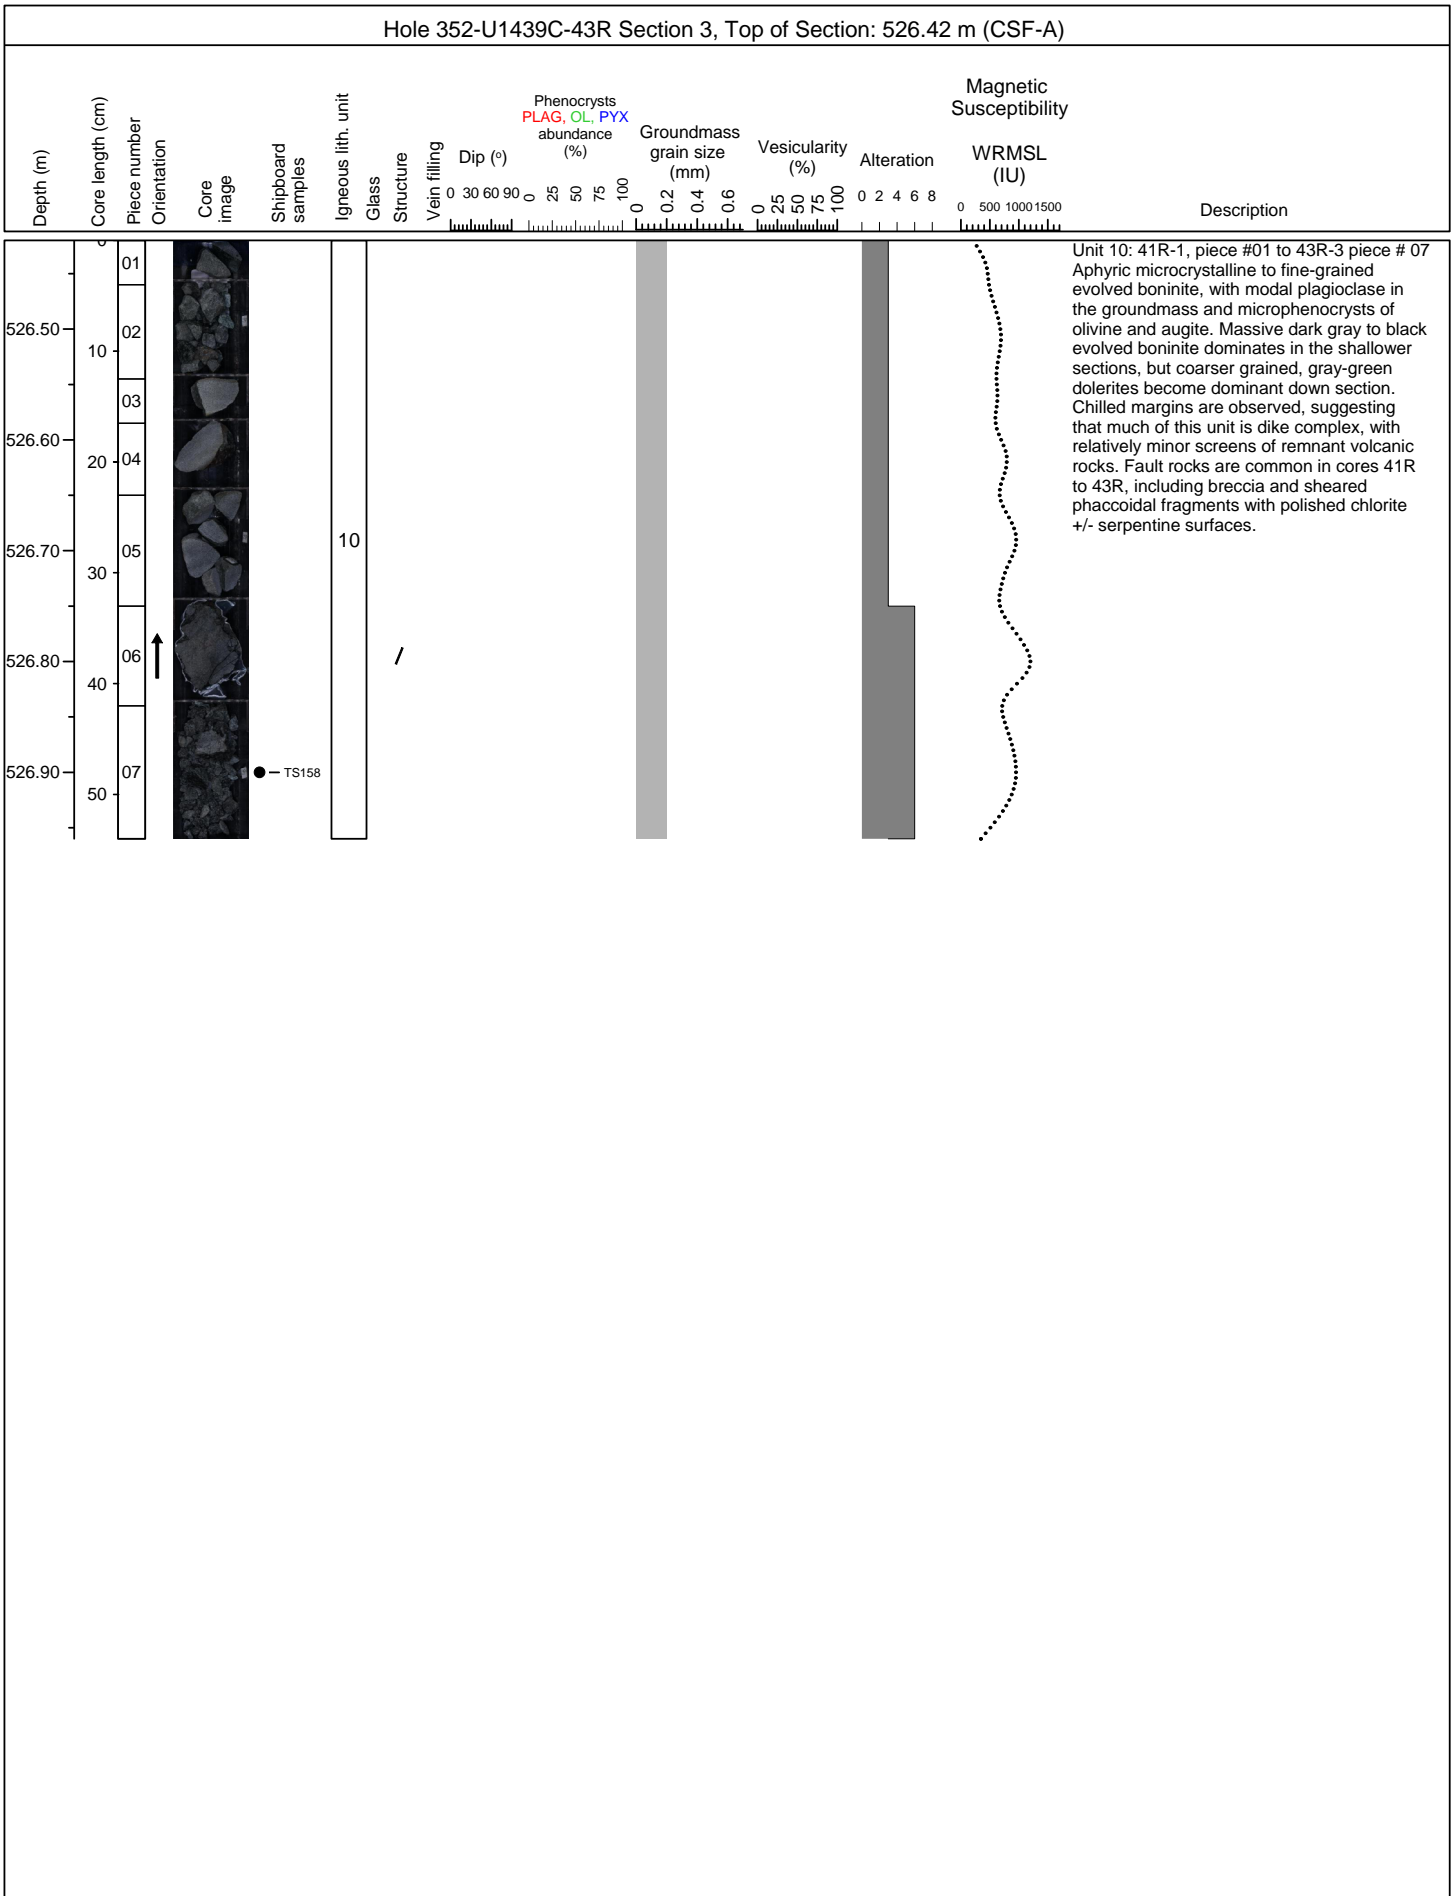 Hole 352-U1439C-43R Section 3, Top of Section: 526.42 m (CSF-A)
Depth (m)
Core length (cm)
Piece number
Orientation
Core
image
Shipboard
samples
Igneous lith. unit
Glass
Structure
Vein filling
Dip (°)
0 30 60 90
Phenocrysts
PLAG, OL, PYX
abundance
(%)
0 25 50 75 100
Groundmass
grain size
(mm)
0 0.2 0.4 0.6
Vesicularity
(%)
0 25 50 75 100
Alteration
0 2 4 6 8
Magnetic
Susceptibility
WRMSL
(IU)
0 500 1000 1500
Description
0
01
526.50
02
10
03
526.60
04
20
526.70
05
30
10
526.80
06
40
526.90
07
TS158
50
Unit 10: 41R-1, piece #01 to 43R-3 piece # 07
Aphyric microcrystalline to fine-grained
evolved boninite, with modal plagioclase in
the groundmass and microphenocrysts of
olivine and augite. Massive dark gray to black
evolved boninite dominates in the shallower
sections, but coarser grained, gray-green
dolerites become dominant down section.
Chilled margins are observed, suggesting
that much of this unit is dike complex, with
relatively minor screens of remnant volcanic
rocks. Fault rocks are common in cores 41R
to 43R, including breccia and sheared
phaccoidal fragments with polished chlorite
+/- serpentine surfaces.